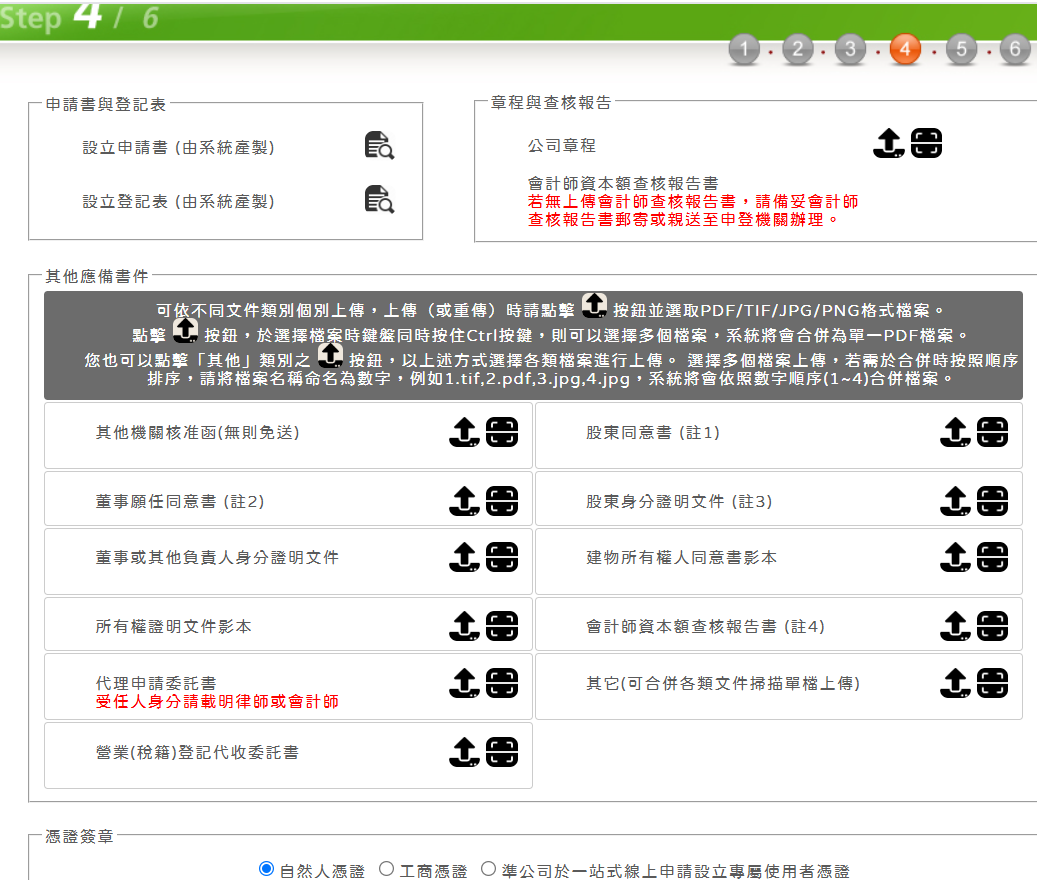 Step 4 / 6
1 . 2 . 3 . 4 . 5 . 6
申請書與登記表
設立申請書 (由系統產製)
設立登記表 (由系統產製)
章程與查核報告
公司章程
會計師資本額查核報告書
若無上傳會計師查核報告書，請備妥會計師
查核報告書郵寄或親送至申登機關辦理。
其他應備書件
可依不同文件類別個別上傳，上傳（或重傳）時請點擊 按鈕並選取PDF/TIF/JPG/PNG格式檔案。
點擊 按鈕，於選擇檔案時鍵盤同時按住Ctrl按鍵，則可以選擇多個檔案，系統將會合併為單一PDF檔案。
您也可以點擊「其他」類別之 按鈕，以上述方式選擇各類檔案進行上傳。 選擇多個檔案上傳，若需於合併時按照順序
排序，請將檔案名稱命名為數字，例如1.tif,2.pdf,3.jpg,4.jpg，系統將會依照數字順序(1~4)合併檔案。
其他機關核准函(無則免送)
股東同意書 (註1)
董事願任同意書 (註2)
股東身分證明文件 (註3)
董事或其他負責人身分證明文件
建物所有權人同意書影本
所有權證明文件影本
會計師資本額查核報告書 (註4)
代理申請委託書
受任人身分請載明律師或會計師
其它(可合併各類文件掃描單檔上傳)
營業(稅籍)登記代收委託書
憑證簽章
自然人憑證 工商憑證 準公司於一站式線上申請設立專屬使用者憑證